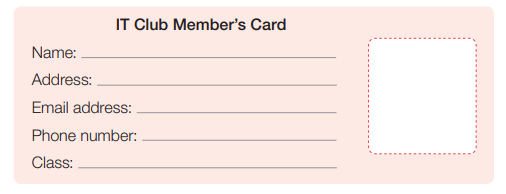 IT Club Member's Card
Name:
Address:
Email address:
Phone number:
Class: